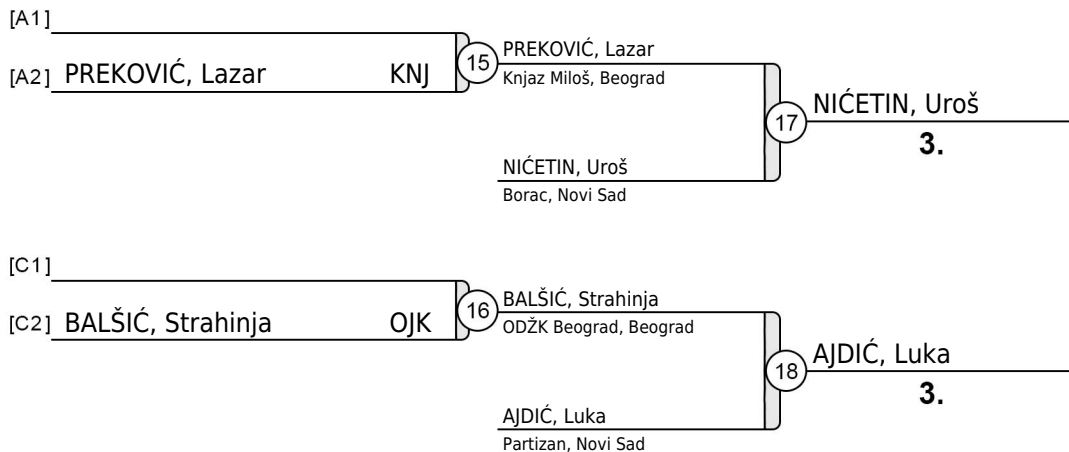 [A1]
[A2] PREKOVIĆ, Lazar KNJ
15
PREKOVIĆ, Lazar
Knjaz Miloš, Beograd
17
NIĆETIN, Uroš
3.
NIĆETIN, Uroš
Borac, Novi Sad
[C1]
[C2] BALŠIĆ, Strahinja OJK
16
BALŠIĆ, Strahinja
ODŽK Beograd, Beograd
18
AJDIĆ, Luka
3.
AJDIĆ, Luka
Partizan, Novi Sad